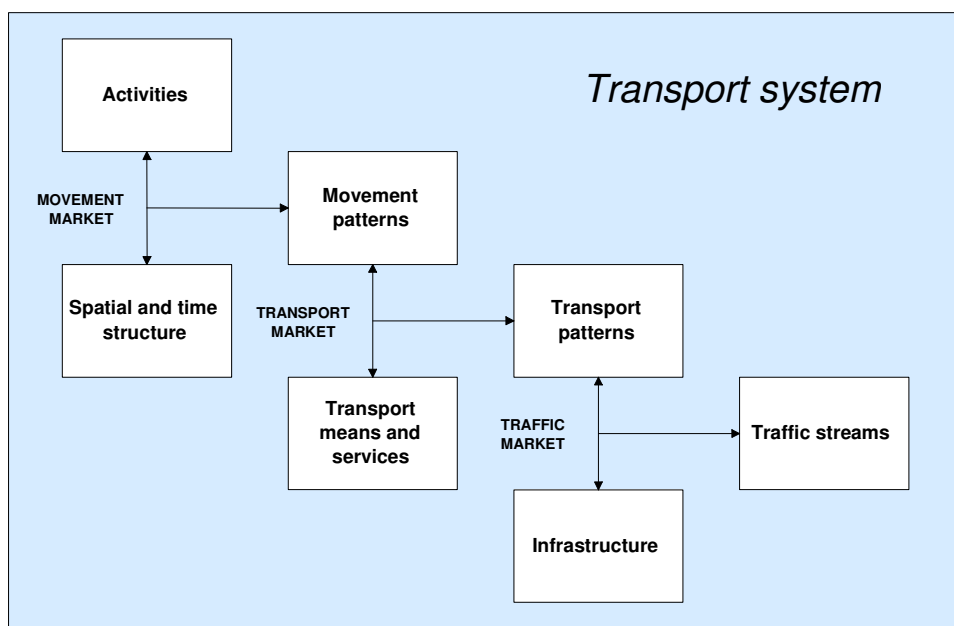 Transport system
Activities
MOVEMENT
MARKET
Movement
patterns
Spatial and time
structure
TRANSPORT
MARKET
Transport
patterns
Transport
means and
services
TRAFFIC
MARKET
Traffic streams
Infrastructure